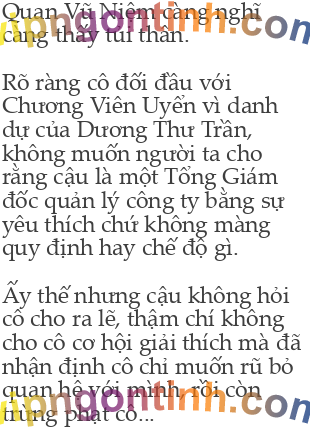 Quan Vũ Niệm càng nghĩ
càng thấy tủi thân.
Rõ ràng cô đối đầu với
Chương Viên Uyển vì danh
dự của Dương Thư Trần,
không muốn người ta cho
rằng cậu là một Tổng Giám
đốc quản lý công ty bằng sự
yêu thích chứ không màng
quy định hay chế độ gì.
Ấy thế nhưng cậu không hỏi
cô cho ra lẽ, thậm chí không
cho cô cơ hội giải thích mà đã
nhận định cô chỉ muốn rũ bỏ
quan hệ với mình, rồi còn
trừng phạt cô...
vipngontinh.com
vipngontinh.com